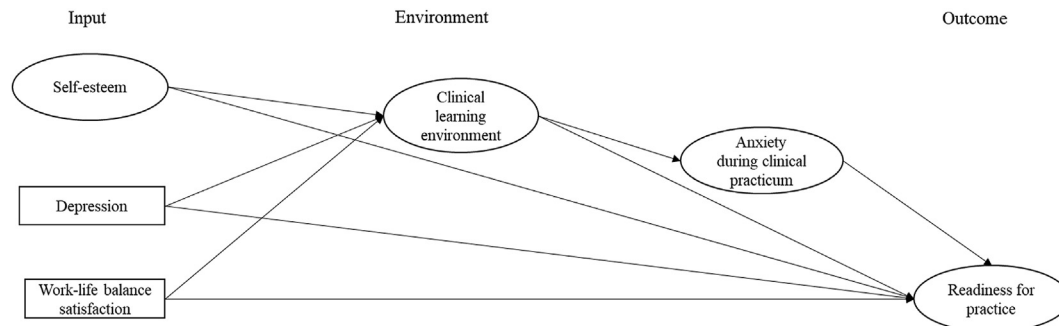 Input
Environment
Outcome
Self-esteem
Clinical
learning
environment
Anxiety
during clinical
practicum
Depression
Work-life balance
satisfaction
Readiness for
practice